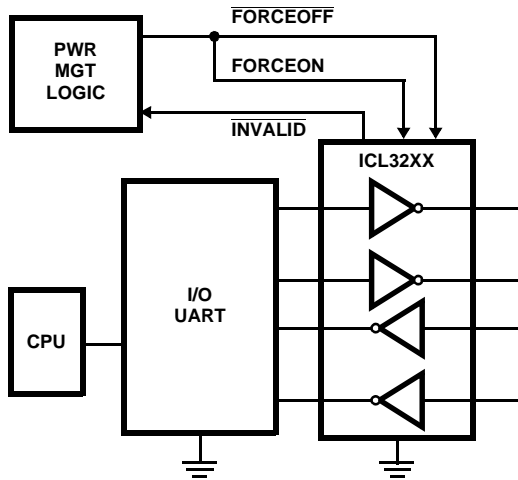 FORCEOFF
PWR
MGT
LOGIC
FORCEON
INVALID
ICL32XX
I/O
UART
CPU